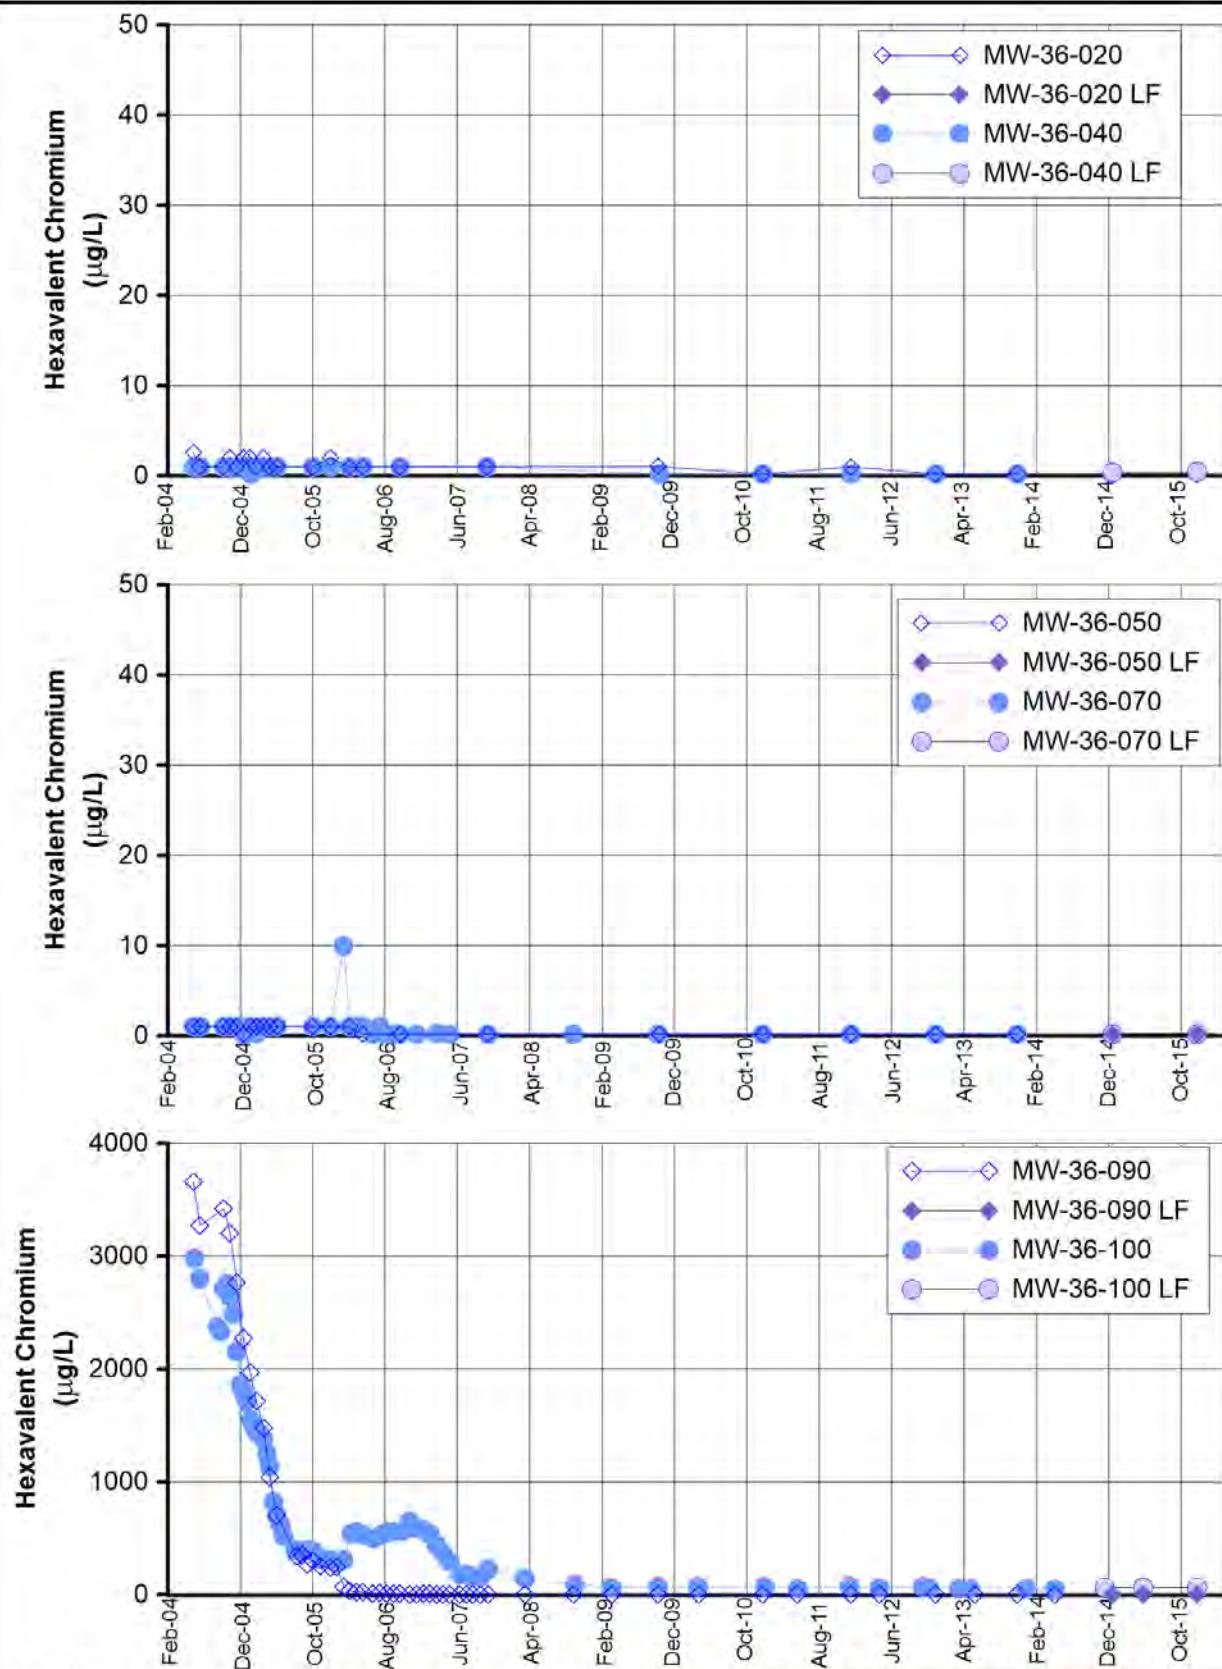 50
40
30
20
10
0
Hexavalent Chromium
(µg/L)
MW-36-020
MW-36-020 LF
MW-36-040
MW-36-040 LF
Feb-04
Dec-04
Oct-05
Aug-06
Jun-07
Apr-08
Feb-09
Dec-09
Oct-10
Aug-11
Jun-12
Apr-13
Feb-14
Dec-14
Oct-15
50
40
30
20
10
0
Hexavalent Chromium
(µg/L)
MW-36-050
MW-36-050 LF
MW-36-070
MW-36-070 LF
Feb-04
Dec-04
Oct-05
Aug-06
Jun-07
Apr-08
Feb-09
Dec-09
Oct-10
Aug-11
Jun-12
Apr-13
Feb-14
Dec-14
Oct-15
4000
3000
2000
1000
0
Hexavalent Chromium
(µg/L)
MW-36-090
MW-36-090 LF
MW-36-100
MW-36-100 LF
Feb-04
Dec-04
Oct-05
Aug-06
Jun-07
Apr-08
Feb-09
Dec-09
Oct-10
Aug-11
Jun-12
Apr-13
Feb-14
Dec-14
Oct-15